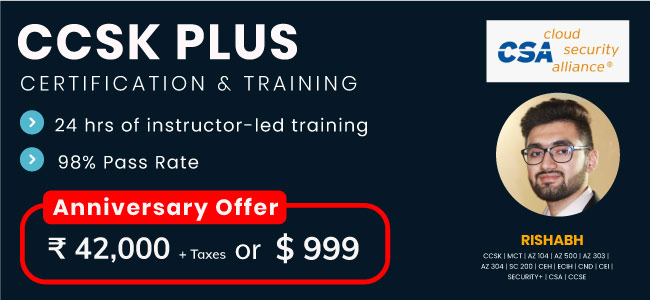 CCSK PLUS
CERTIFICATION & TRAINING
24 hrs of instructor-led training
98% Pass Rate
Anniversary Offer
₹ 42,000 + Taxes or $ 999
CSA cloud
security
alliance®
RISHABH
CCSK | MCT | AZ 104 | AZ 500 | AZ 303 |
AZ 304 | SC 200 | CEH | ECIH | CND | CEI |
SECURITY+ | CSA | CCSE